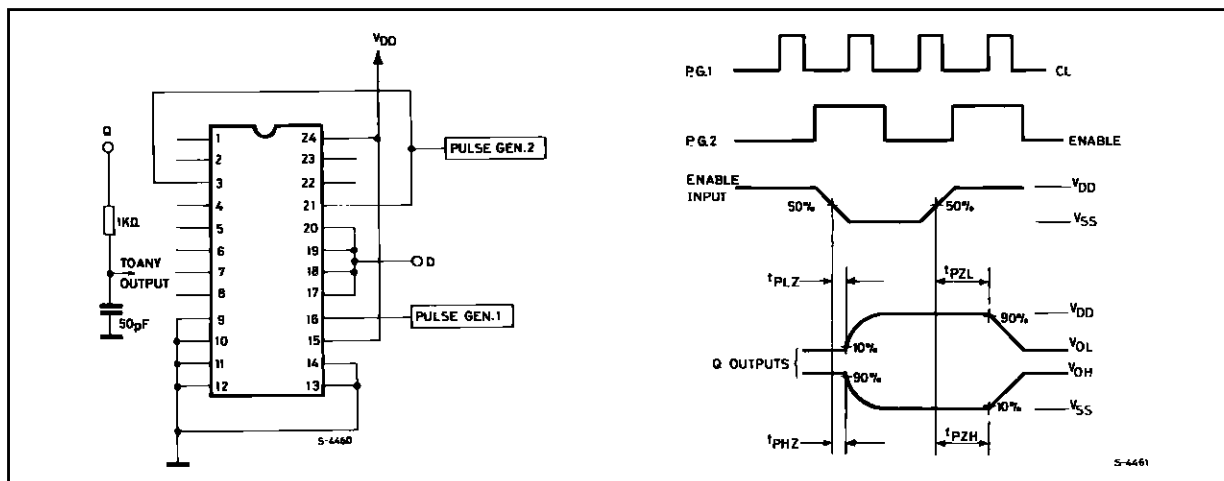 VDD
Q
1KΩ
TO ANY
OUTPUT
50pF
1 24
2 23
3 22
4 21
5 20
6 19
7 18
8 17
9 16
10 15
11 14
12 13
PULSE GEN.2
D
PULSE GEN.1
S-4460
P.G.1 CL
P.G.2 ENABLE
ENABLE
INPUT
VDD
50% 50%
VSS
tPLZ tPZL
VDD
90%
10%
VOL
Q OUTPUTS
VOH
90%
10%
VSS
tPHZ tPZH
S-4461